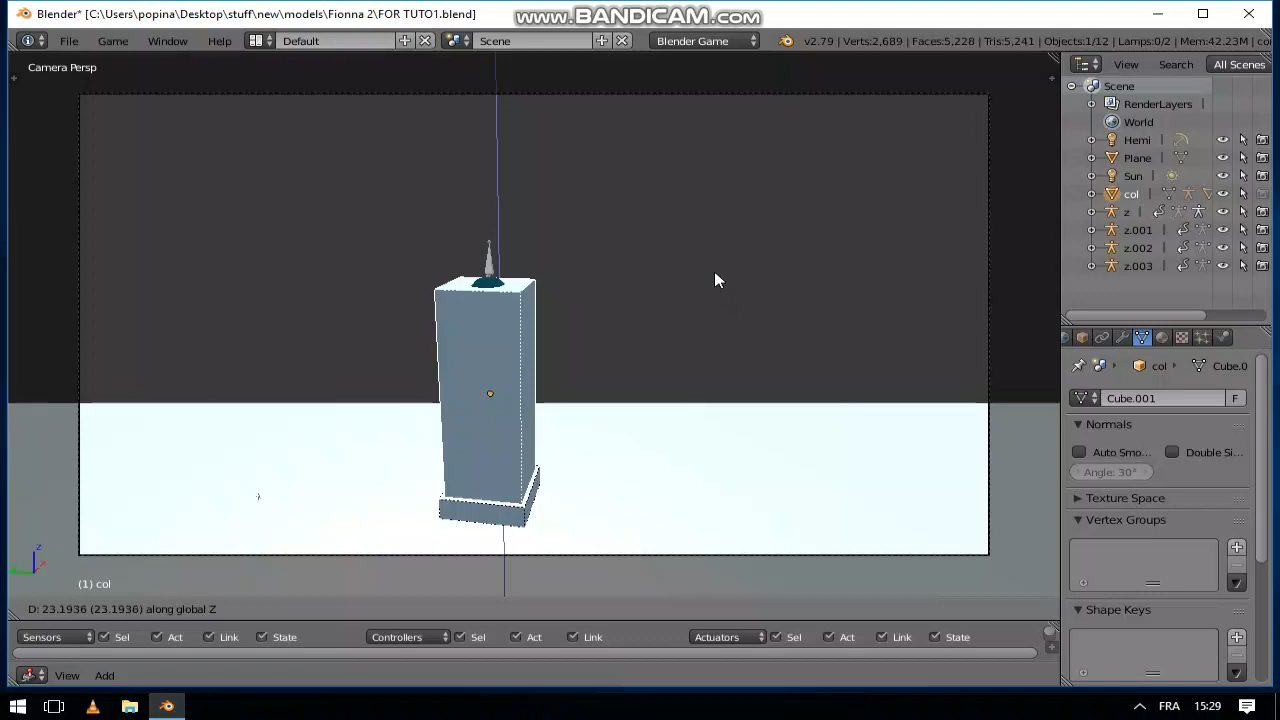 Blender* [C:\Users\popina\Desktop\stuff\new\models\Fionna 2\FOR TUTO1.blend]
www.BANDICAM.com
File Game Window Help Default Scene Blender Game v2.79 | Verts:2,689 | Faces:5,228 | Tris:5,241 | Objects:1/12 | Lamps:0/2 | Mem:42.23M | co
Camera Persp
View Search All Scenes
Scene
RenderLayers
World
Hemi
Plane
Sun
col
z
z.001
z.002
z.003
col Cube.0
Cube.001 F
Normals
Auto Smo... Double Si...
Angle: 30°
Texture Space
Vertex Groups
Shape Keys
z
x
(1) col
D: 23.1936 (23.1936) along global Z
Sensors Sel Act Link State Controllers Sel Act Link Actuators Sel Act Link State
View Add
FRA 15:29